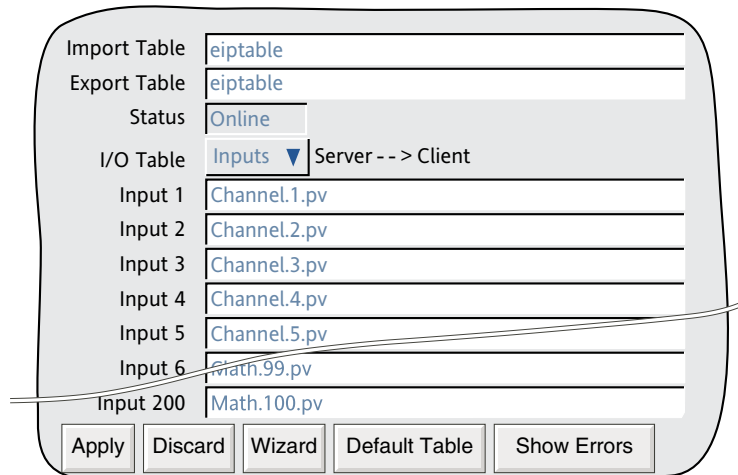 Import Table eiptable
Export Table eiptable
Status Online
I/O Table Inputs Server - - > Client
Input 1 Channel.1.pv
Input 2 Channel.2.pv
Input 3 Channel.3.pv
Input 4 Channel.4.pv
Input 5 Channel.5.pv
Input 6 Math.99.pv
Input 200 Math.100.pv
Apply Discard Wizard Default Table Show Errors